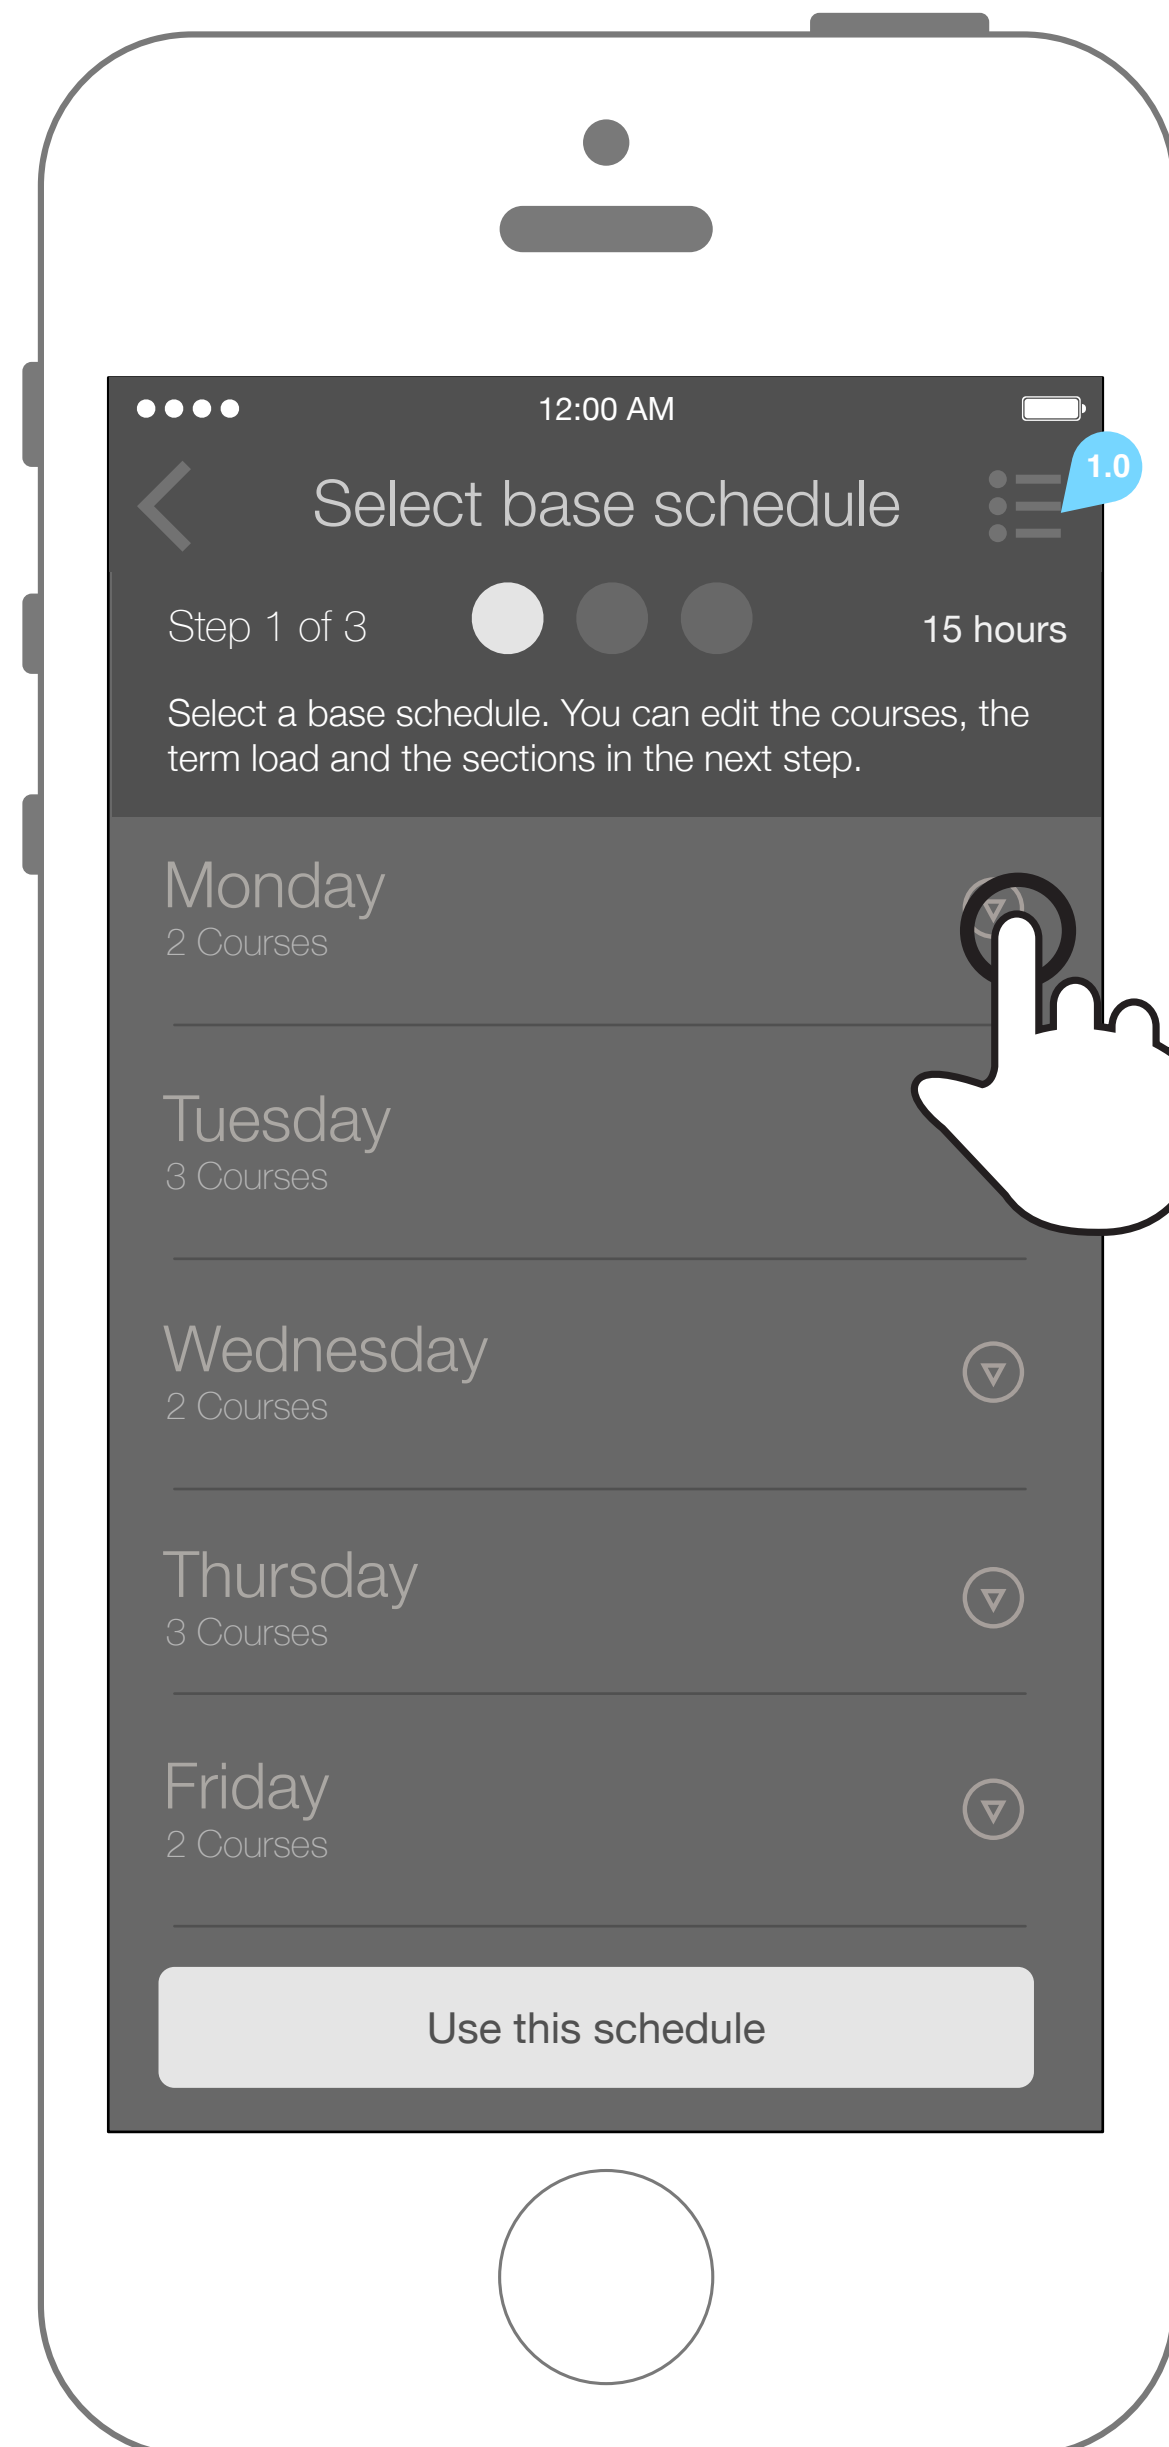 12:00 AM
1.0
Select base schedule
Step 1 of 3
15 hours
Select a base schedule. You can edit the courses, the
term load and the sections in the next step.
Monday
2 Courses
Tuesday
3 Courses
Wednesday
2 Courses
Thursday
3 Courses
Friday
2 Courses
Use this schedule